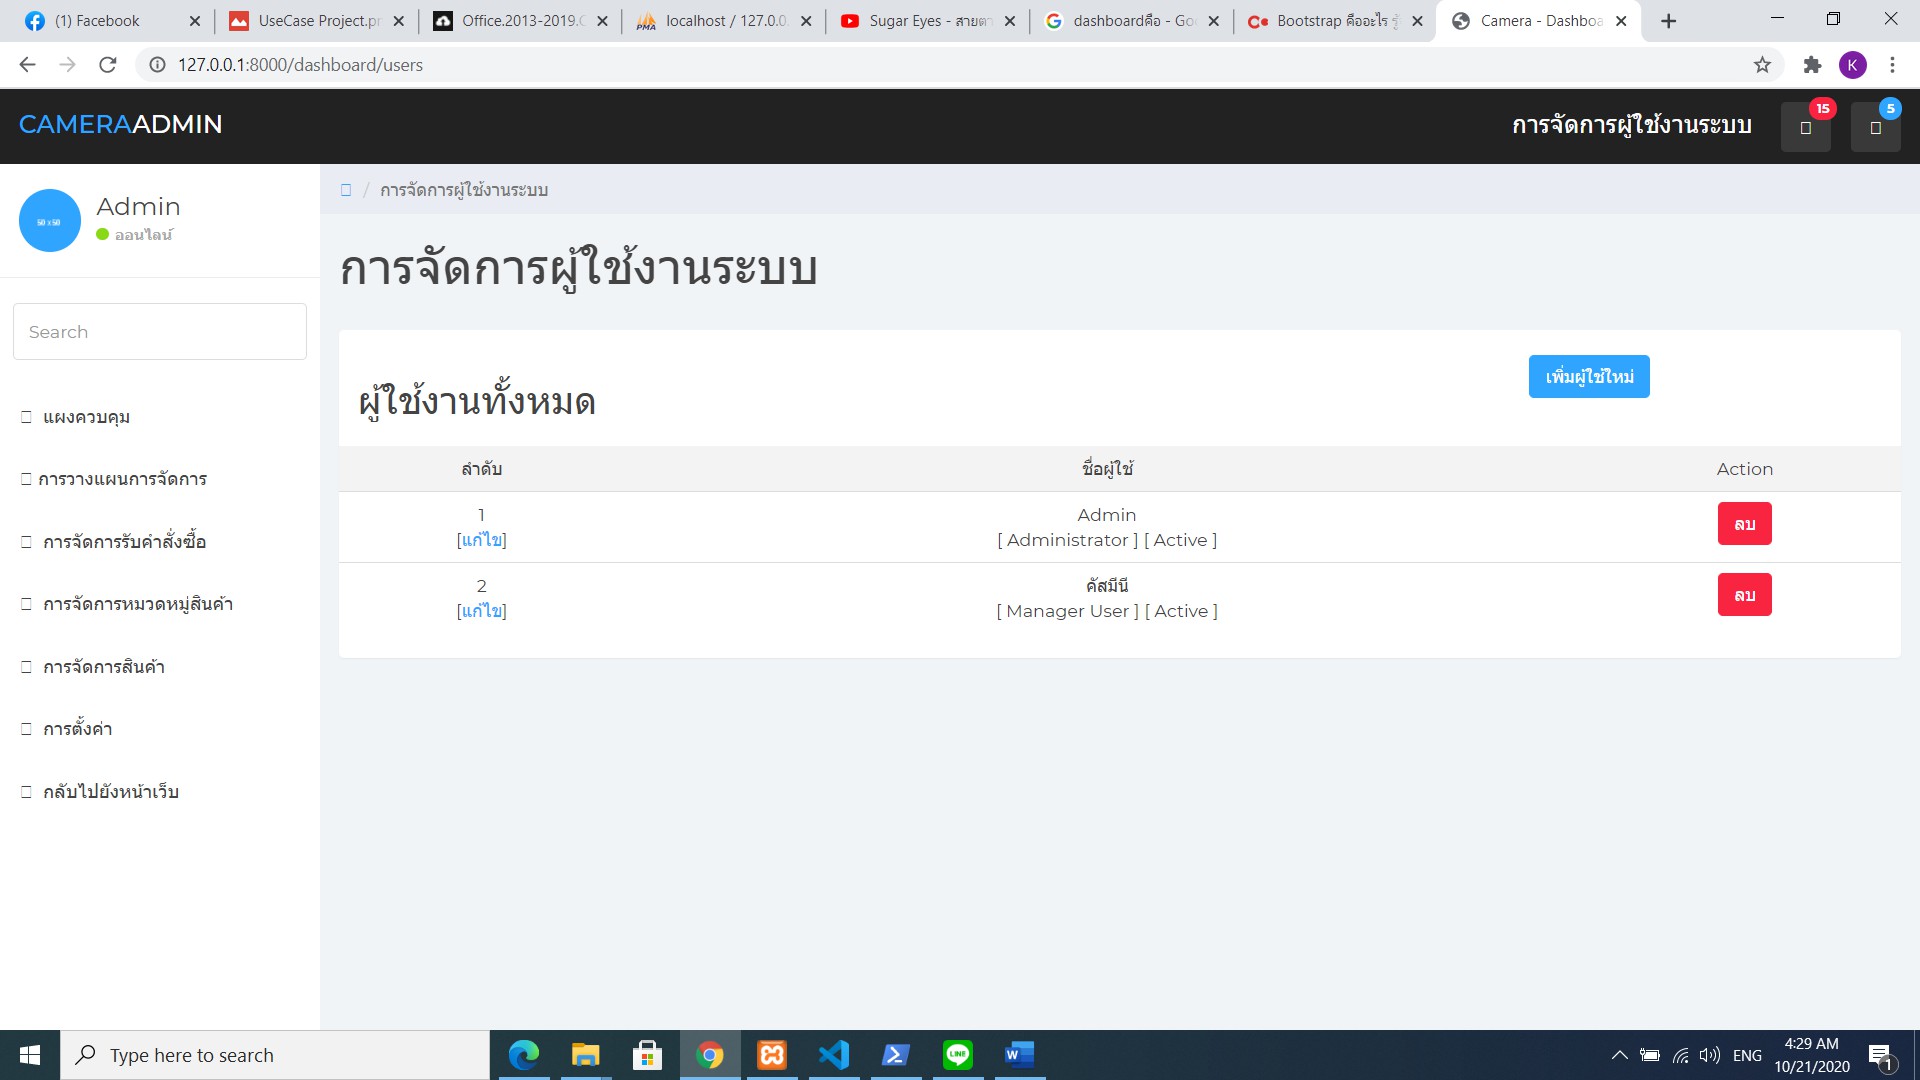 (1) Facebook
UseCase Project.pr
Office.2013-2019.C
localhost / 127.0.0.
Sugar Eyes - สายตา
dashboardคือ - Goo
Bootstrap คืออะไร รู้
Camera - Dashboa
127.0.0.1:8000/dashboard/users
K
CAMERAADMIN
การจัดการผู้ใช้งานระบบ
15
5
Admin
ออนไลน์
50 x 50
/ การจัดการผู้ใช้งานระบบ
การจัดการผู้ใช้งานระบบ
Search
แผงควบคุม
การวางแผนการจัดการ
การจัดการรับคำสั่งซื้อ
การจัดการหมวดหมู่สินค้า
การจัดการสินค้า
การตั้งค่า
กลับไปยังหน้าเว็บ
ผู้ใช้งานทั้งหมด
เพิ่มผู้ใช้ใหม่
ลำดับ ชื่อผู้ใช้ Action
1 Admin ลบ
[แก้ไข] [ Administrator ] [ Active ]
2 คัสมีนี ลบ
[แก้ไข] [ Manager User ] [ Active ]
Type here to search
LINE
W
ENG
4:29 AM
10/21/2020
1